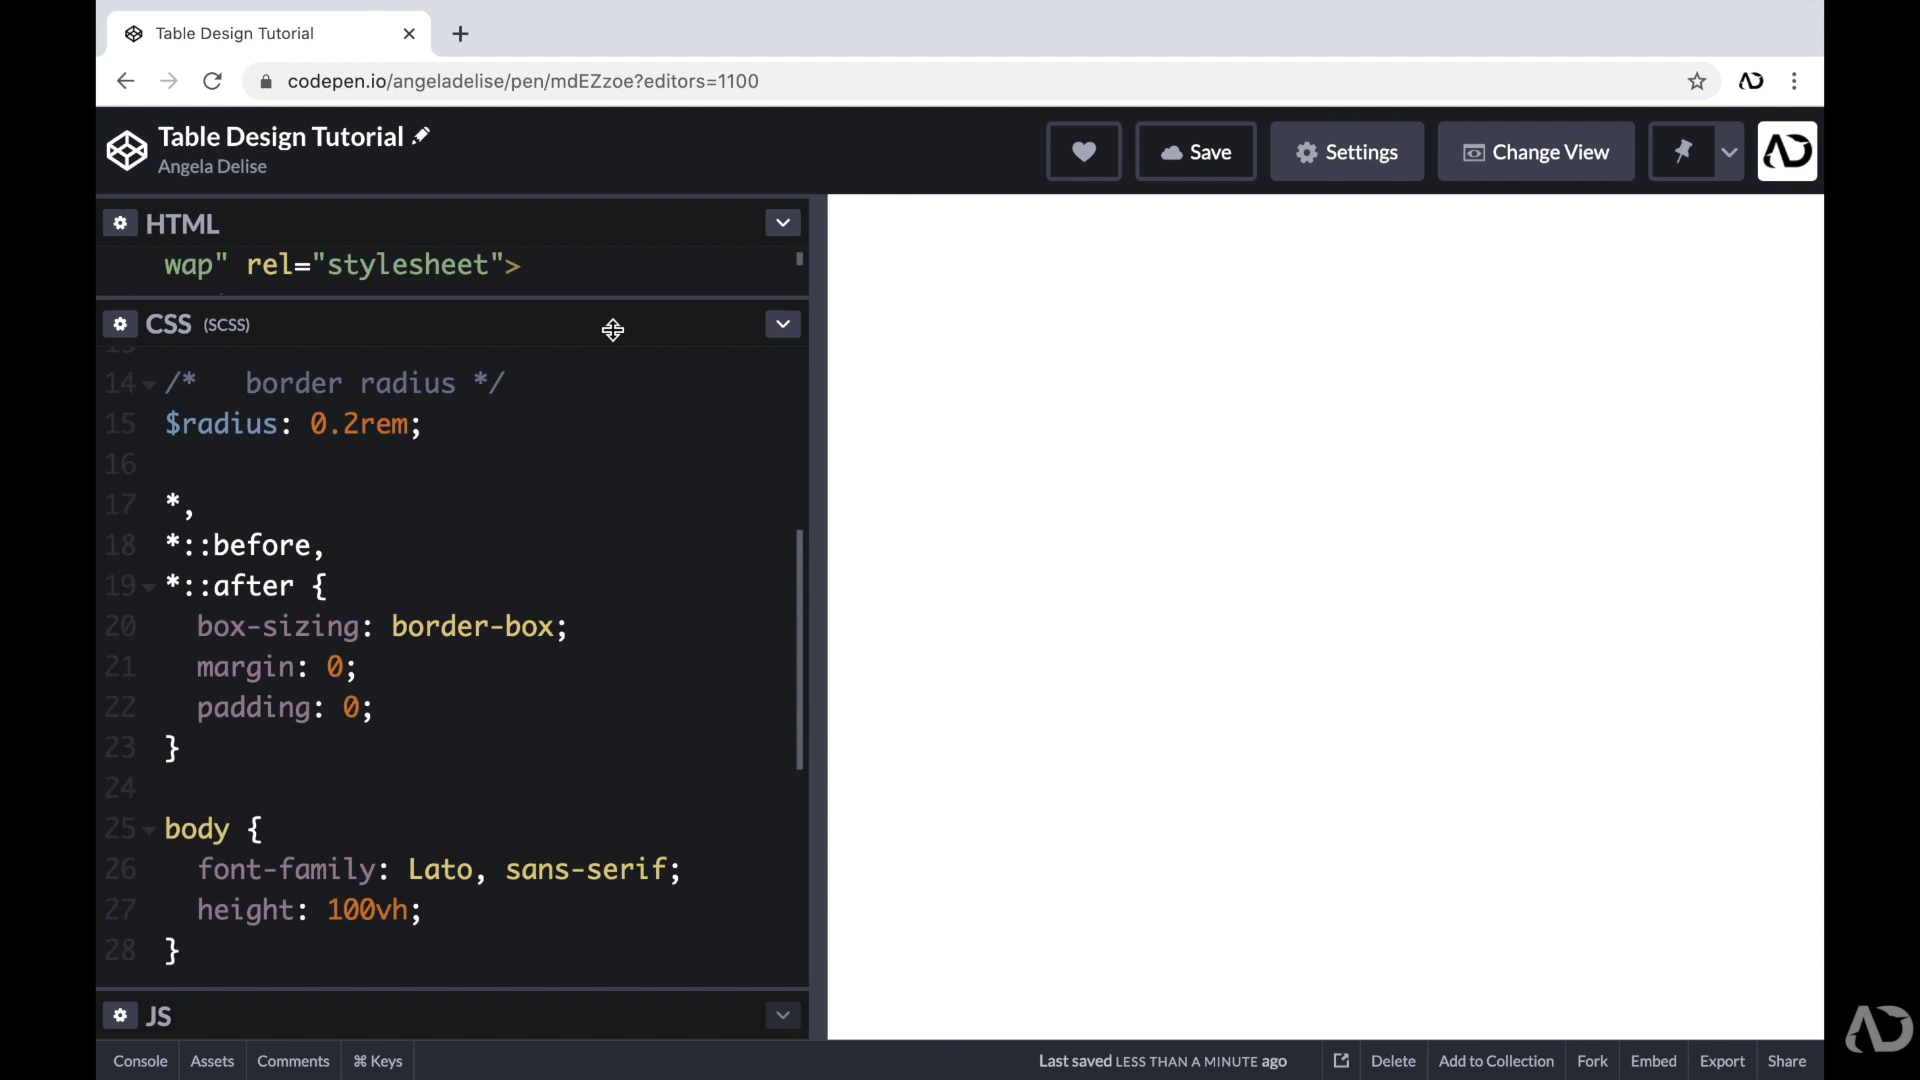 Table Design Tutorial
codepen.io/angeladelise/pen/mdEZzoe?editors=1100
Table Design Tutorial
Angela Delise
Save
Settings
Change View
HTML
wap" rel="stylesheet">
CSS (SCSS)
14 /* border radius */
15 $radius: 0.2rem;
16
17 *,
18 *::before,
19 *::after {
20 box-sizing: border-box;
21 margin: 0;
22 padding: 0;
23 }
24
25 body {
26 font-family: Lato, sans-serif;
27 height: 100vh;
28 }
JS
Console Assets Comments ⌘ Keys Last saved LESS THAN A MINUTE ago Delete Add to Collection Fork Embed Export Share